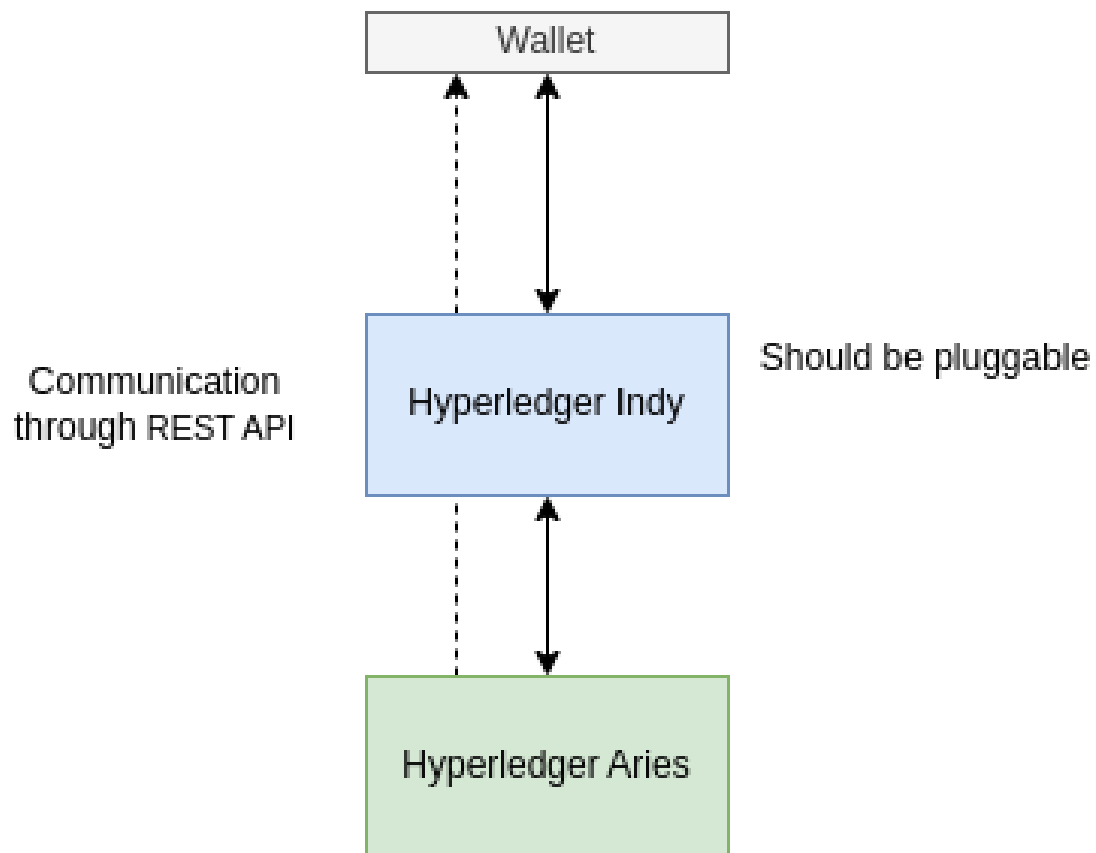 Wallet
Should be pluggable
Communication
through REST API
Hyperledger Indy
Hyperledger Aries